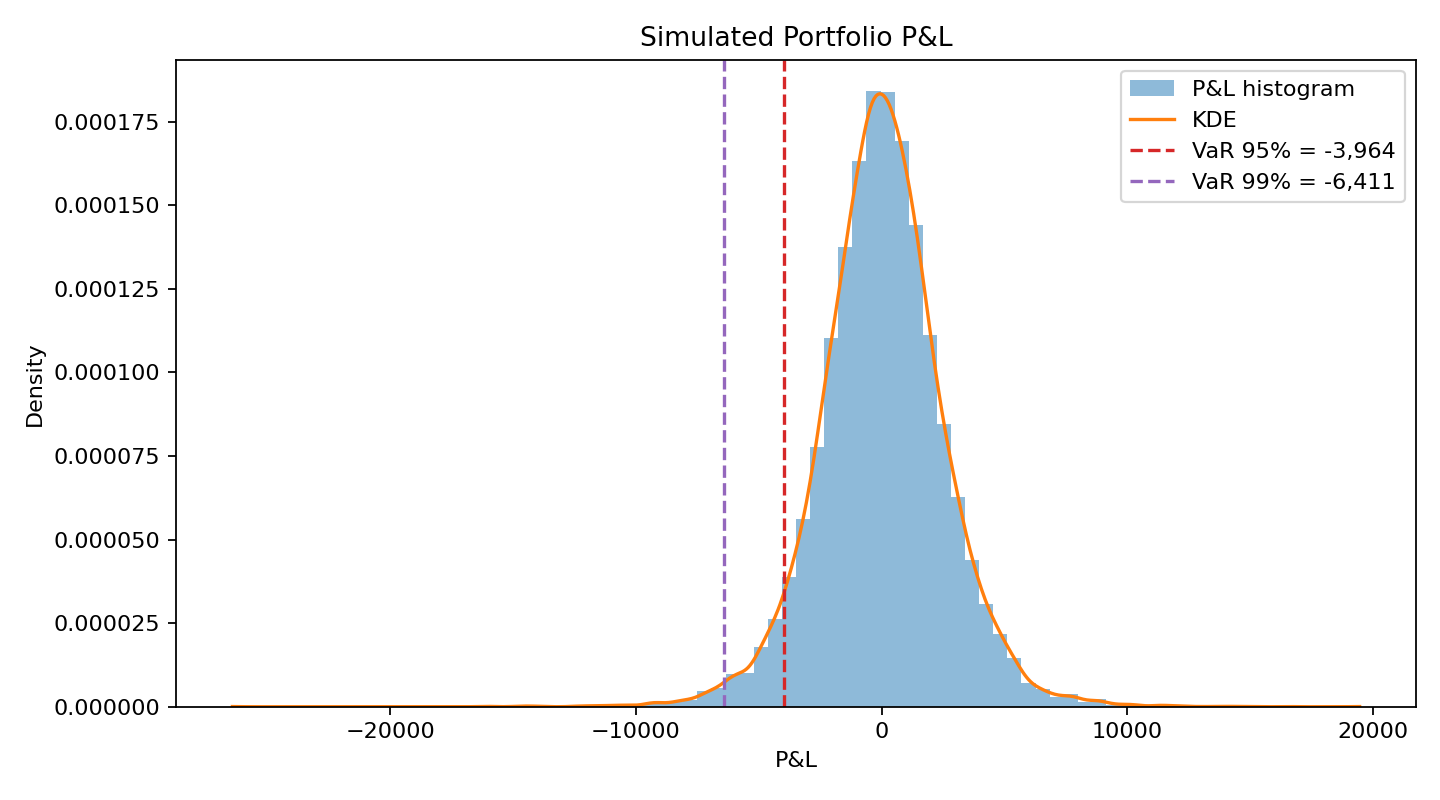 Simulated Portfolio P&L
P&L histogram
KDE
VaR 95% = -3,964
VaR 99% = -6,411
0.000175
0.000150
0.000125
0.000100
0.000075
0.000050
0.000025
0.000000
Density
−20000
−10000
0
10000
20000
P&L